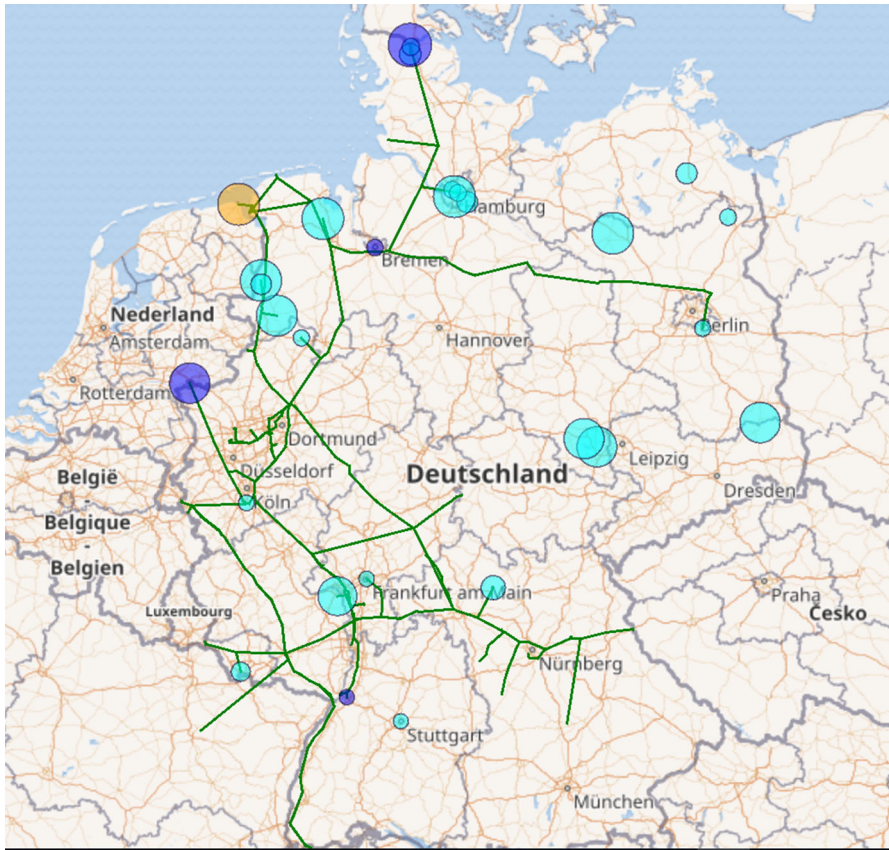 amburg
Bremen
Nederland
Amsterdam
Berlin
Hannover
Rotterdam
Dortmund
Leipzig
Düsseldorf
Deutschland
België
-
Belgique
-
Belgien
Dresden
Köln
Frankfurt am Main
Praha
Luxembourg
Česko
Nürnberg
Stuttgart
München